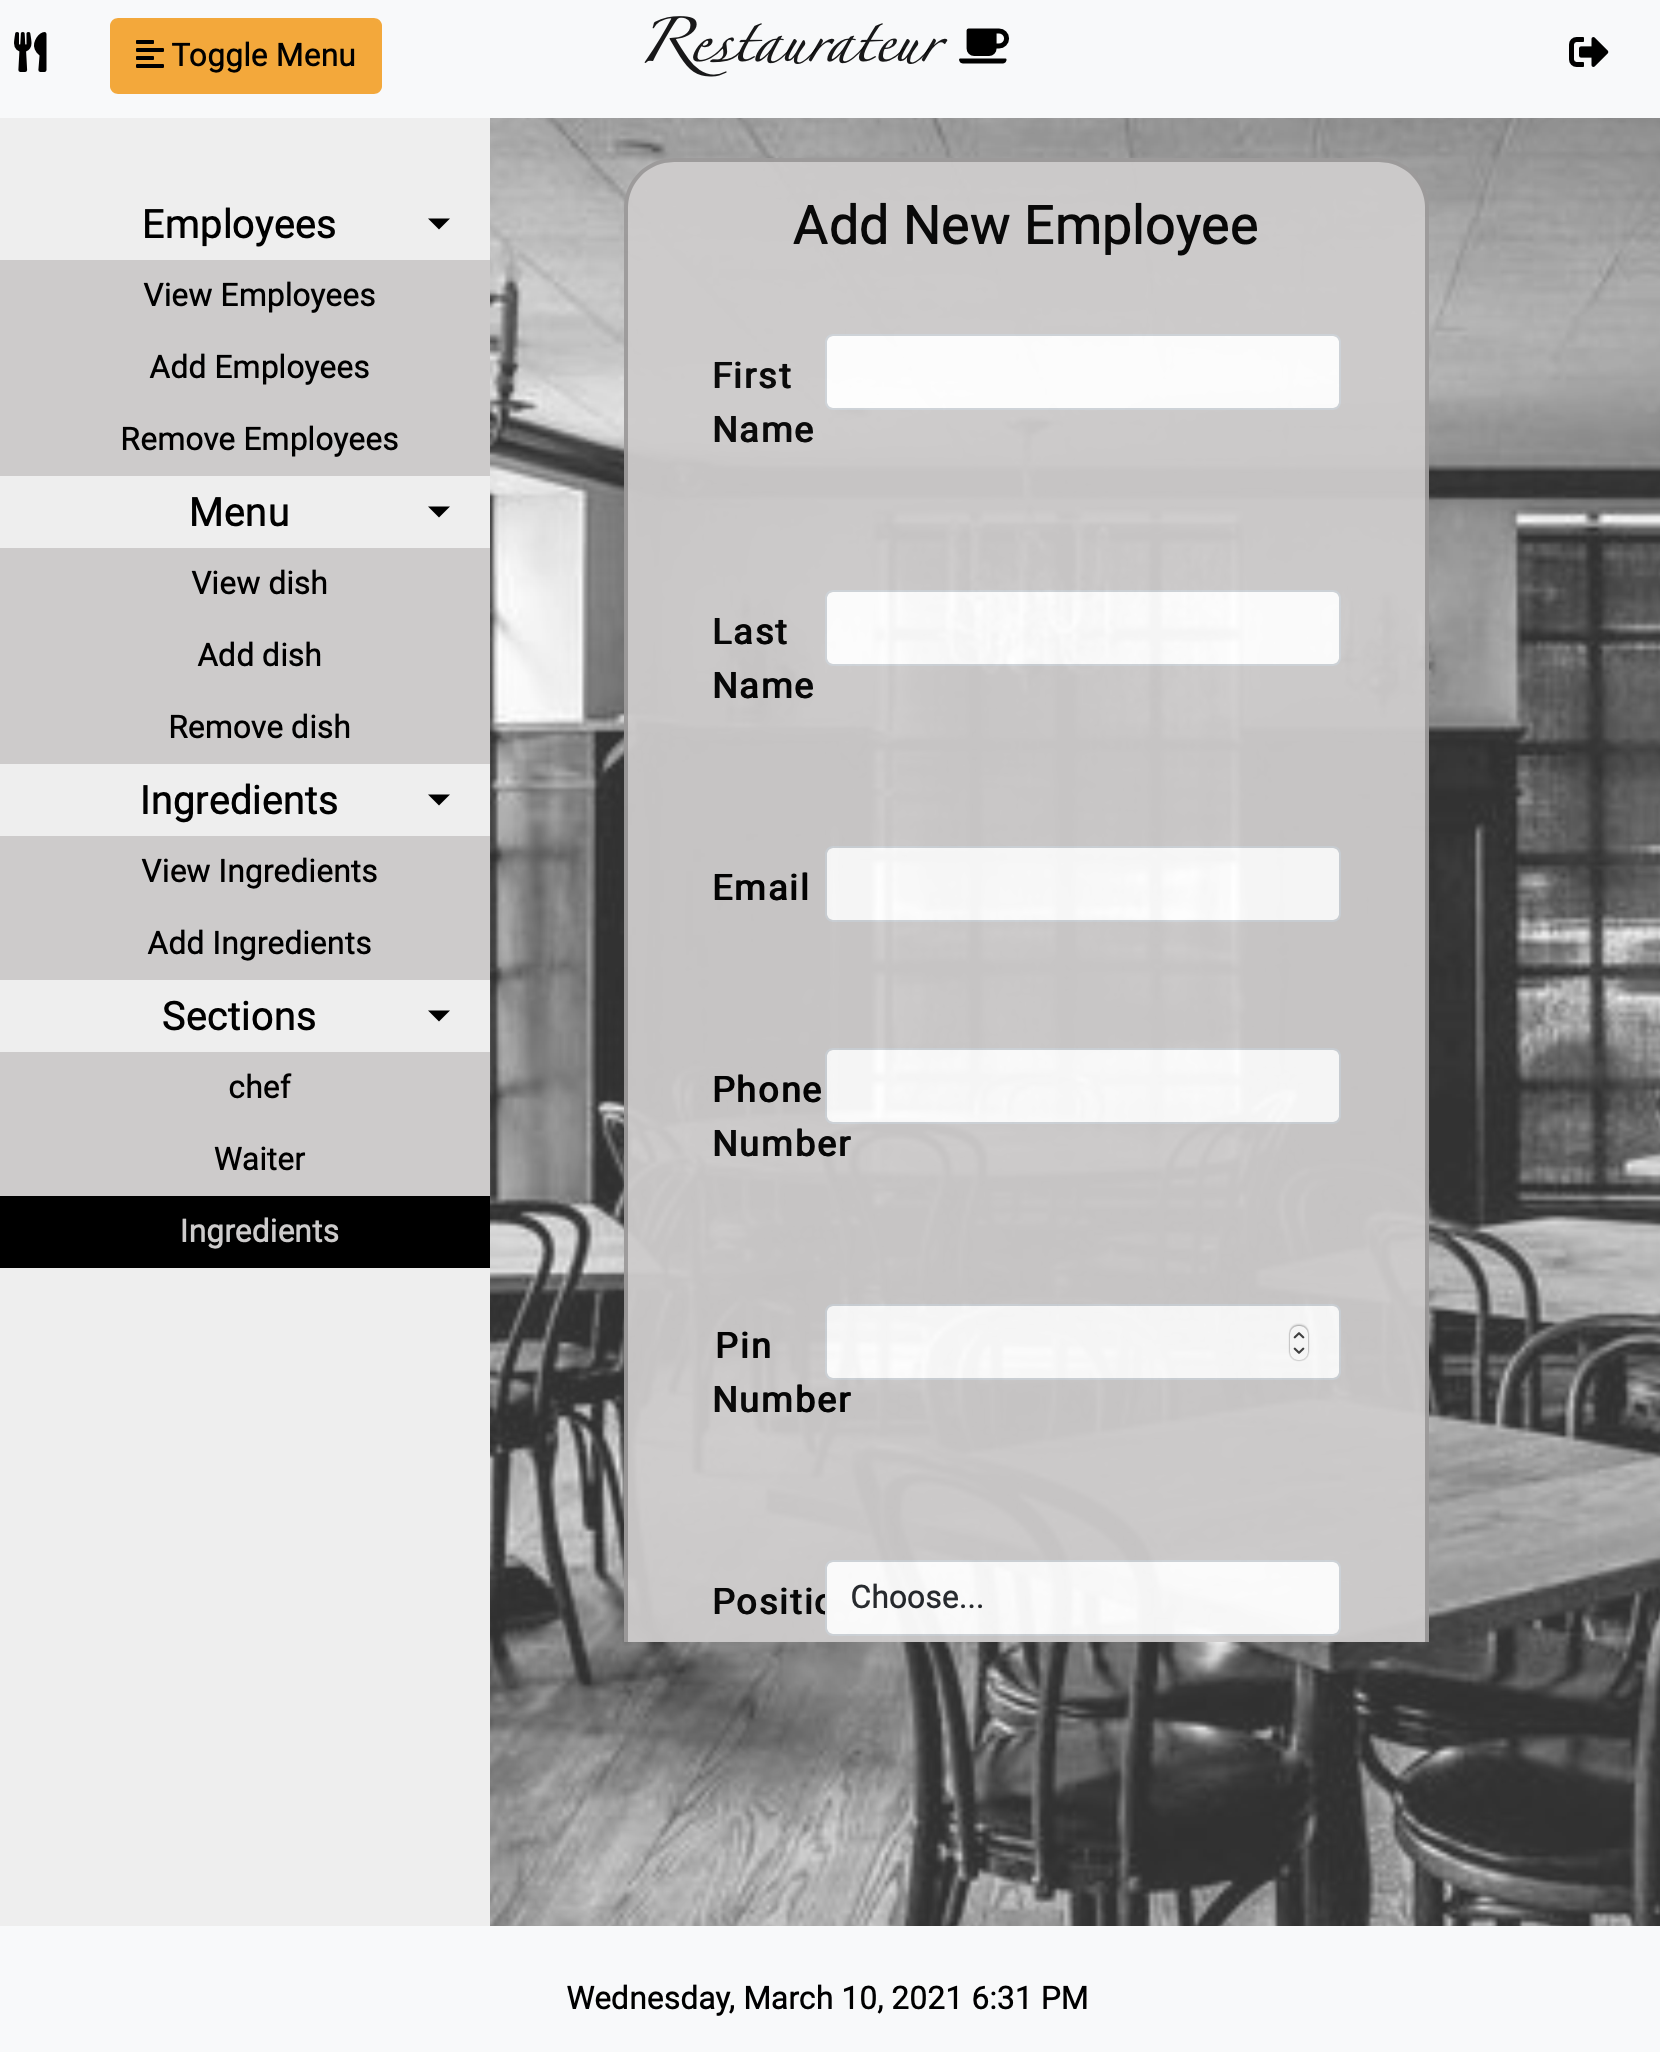 Toggle Menu
Restaurateur
Employees
View Employees
Add Employees
Remove Employees
Menu
View dish
Add dish
Remove dish
Ingredients
View Ingredients
Add Ingredients
Sections
chef
Waiter
Ingredients
Add New Employee
First
Name
Last
Name
Email
Phone
Number
Pin
Number
Positic
Choose...
Wednesday, March 10, 2021 6:31 PM